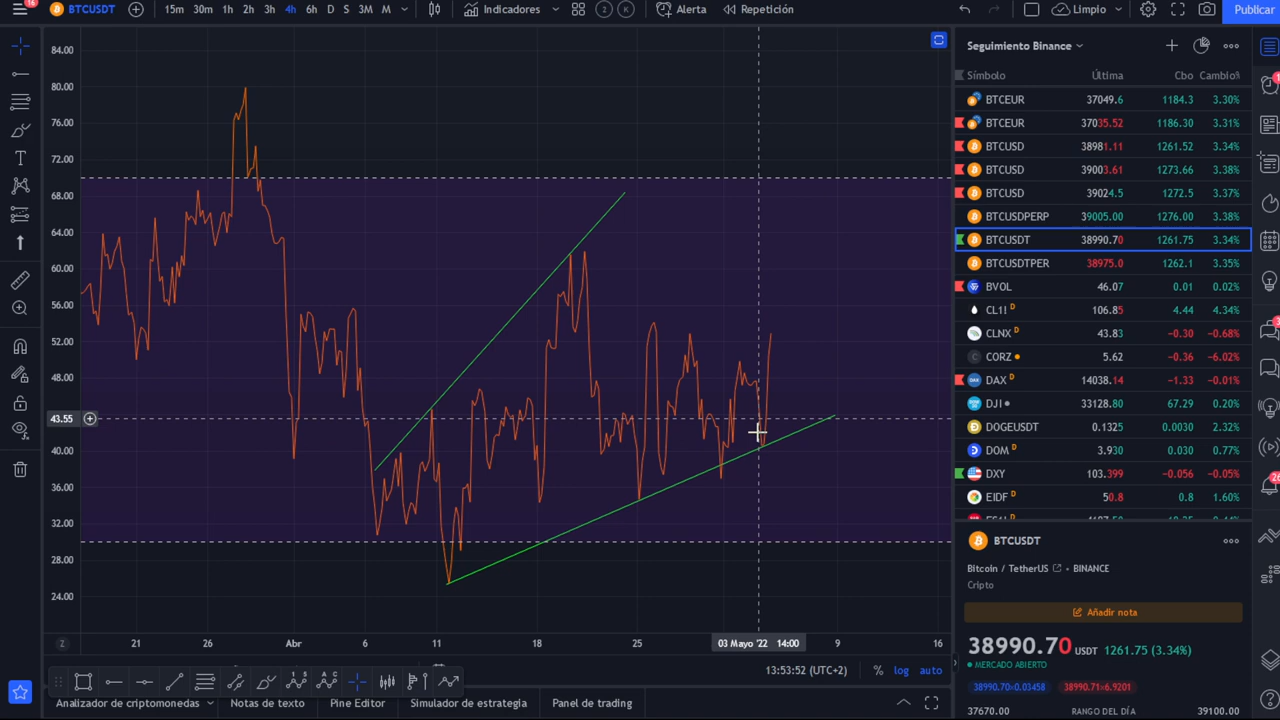 16 BTCUSDT 15m 30m 1h 2h 3h 4h 6h D S 3M M Indicadores 2 K Alerta Repetición Limpio Publicar
Seguimiento Binance
Símbolo Última Cbo Cambio%
BTCEUR 37049.6 1184.3 3.30%
BTCEUR 37035.52 1186.30 3.31%
BTCUSD 38981.11 1261.52 3.34%
BTCUSD 39003.61 1273.66 3.38%
BTCUSD 39024.5 1272.5 3.37%
BTCUSDPERP 39005.00 1276.00 3.38%
BTCUSDT 38990.70 1261.75 3.34%
BTCUSDTPER 38975.0 1262.1 3.35%
BVOL 46.07 0.01 0.02%
CL1! D 106.85 4.44 4.34%
CLNX D 43.83 −0.30 −0.68%
CORZ 5.62 −0.36 −6.02%
DAX D 14038.14 −1.33 −0.01%
DJI 33128.80 67.29 0.20%
DOGEUSDT 0.1325 0.0030 2.32%
DOM D 3.930 0.030 0.77%
DXY 103.399 −0.056 −0.05%
EIDF D 50.8 0.8 1.60%
84.00
80.00
76.00
72.00
68.00
64.00
60.00
56.00
52.00
48.00
43.55
40.00
36.00
32.00
28.00
24.00
Z 21 26 Abr 6 11 18 25 03 Mayo '22 14:00 9 16
13:53:52 (UTC+2) % log auto
Analizador de criptomonedas Notas de texto Pine Editor Simulador de estrategia Panel de trading
BTCUSDT
Bitcoin / TetherUS • BINANCE
Cripto
Añadir nota
38990.70 USDT 1261.75 (3.34%)
MERCADO ABIERTO
38990.70×0.03458 38990.71×6.9201
37670.00 RANGO DEL DÍA 39100.00